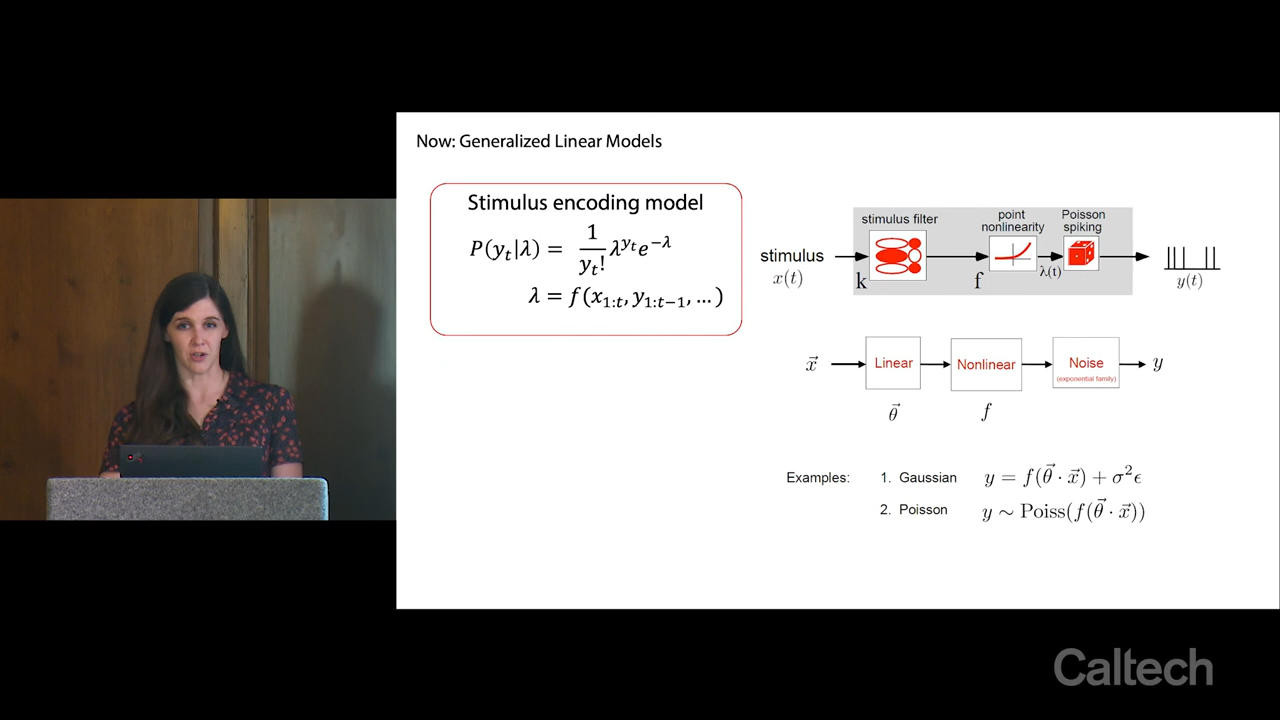 Now: Generalized Linear Models
Stimulus encoding model
P(y_t|λ) = 1/y_t! λ^{y_t} e^{−λ}
λ = f(x_{1:t}, y_{1:t−1}, …)
stimulus filter
point nonlinearity
Poisson spiking
stimulus
x(t)
k
f
λ(t)
y(t)
x⃗
Linear
Nonlinear
Noise
(exponential family)
y
θ⃗
f
Examples: 1. Gaussian y = f(θ⃗ · x⃗) + σ²ϵ
2. Poisson y ∼ Poiss(f(θ⃗ · x⃗))
Caltech